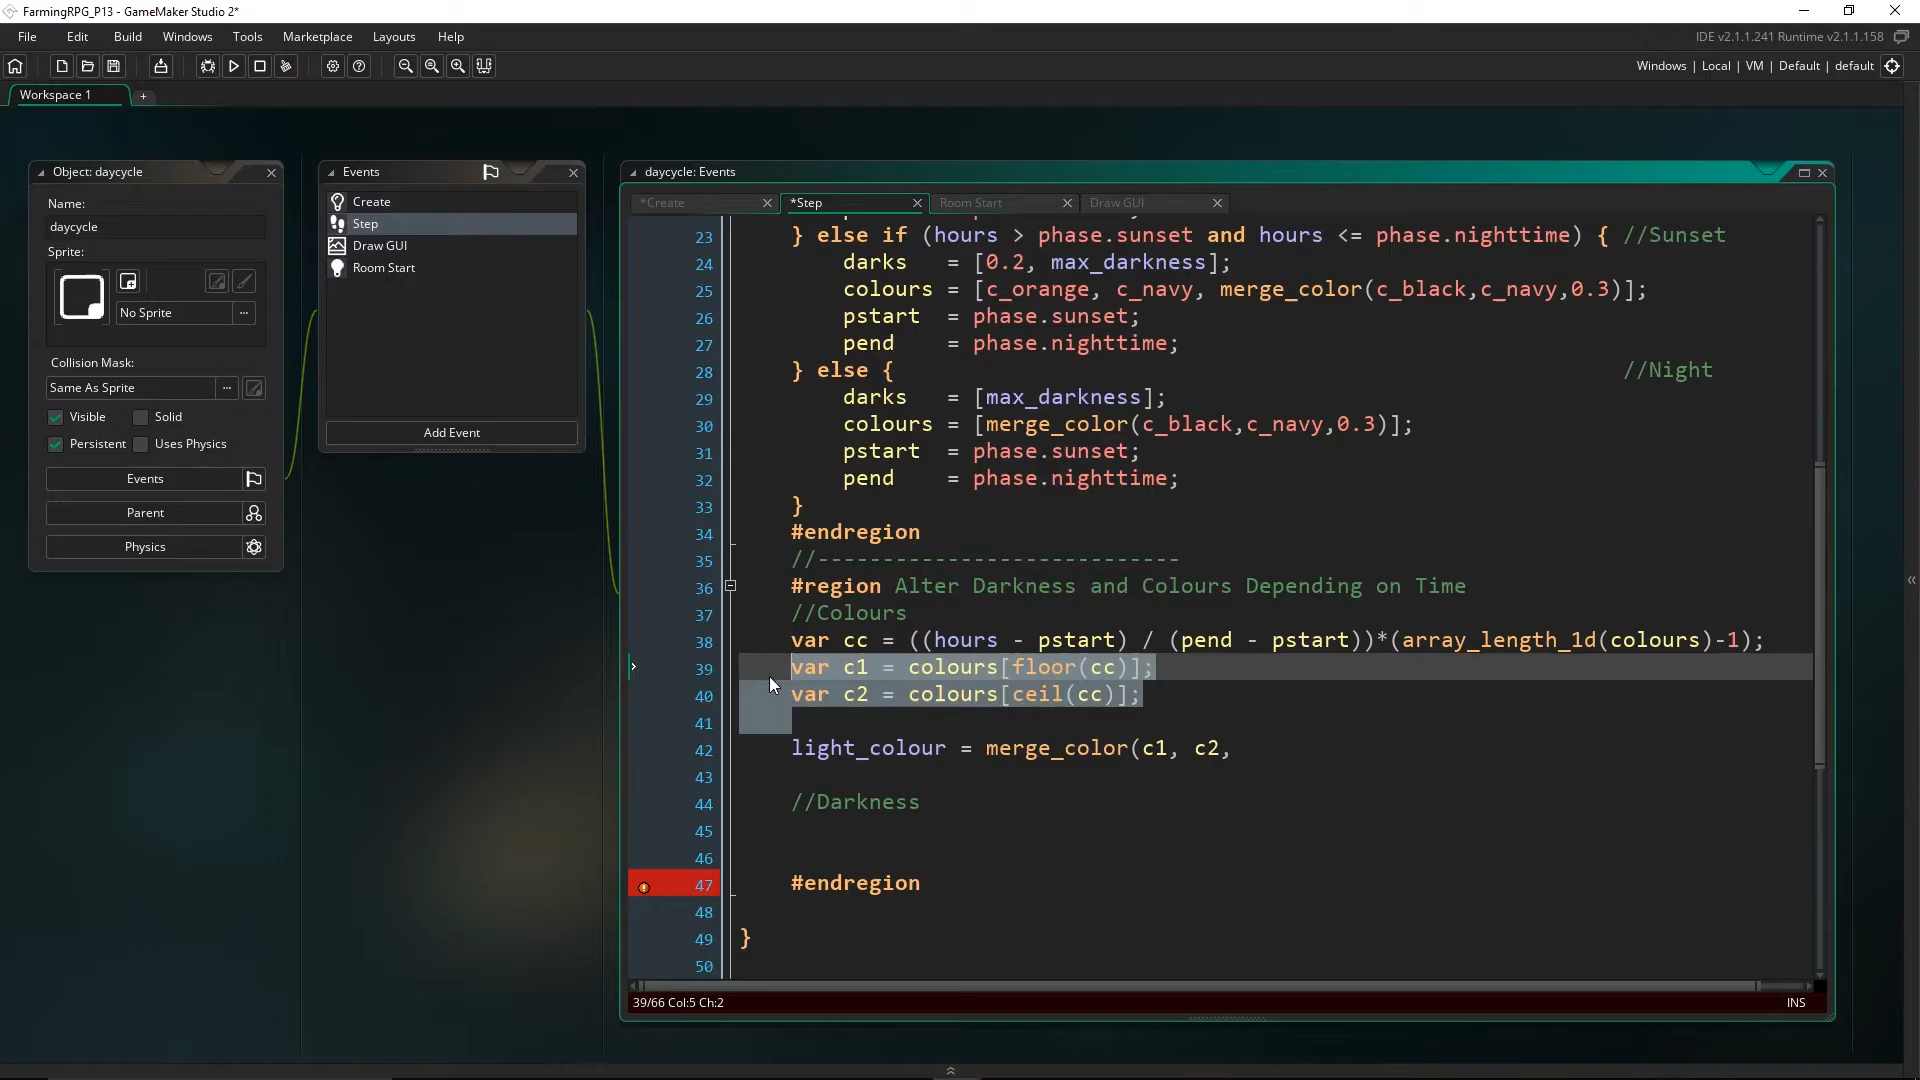 FarmingRPG_P13 - GameMaker Studio 2*
File Edit Build Windows Tools Marketplace Layouts Help
IDE v2.1.1.241 Runtime v2.1.1.158
Windows | Local | VM | Default | default
Workspace 1 +
Object: daycycle
Name:
daycycle
Sprite:
No Sprite ...
Collision Mask:
Same As Sprite ...
Visible Solid
Persistent Uses Physics
Events
Parent
Physics
Events
Create
Step
Draw GUI
Room Start
Add Event
daycycle: Events
*Create *Step Room Start Draw GUI
23 } else if (hours > phase.sunset and hours <= phase.nighttime) { //Sunset
24 darks = [0.2, max_darkness];
25 colours = [c_orange, c_navy, merge_color(c_black,c_navy,0.3)];
26 pstart = phase.sunset;
27 pend = phase.nighttime;
28 } else { //Night
29 darks = [max_darkness];
30 colours = [merge_color(c_black,c_navy,0.3)];
31 pstart = phase.sunset;
32 pend = phase.nighttime;
33 }
34 #endregion
35 //----------------------------
36 #region Alter Darkness and Colours Depending on Time
37 //Colours
38 var cc = ((hours - pstart) / (pend - pstart))*(array_length_1d(colours)-1);
39 var c1 = colours[floor(cc)];
40 var c2 = colours[ceil(cc)];
41
42 light_colour = merge_color(c1, c2,
43
44 //Darkness
45
46
47 #endregion
48
49 }
50
39/66 Col:5 Ch:2 INS